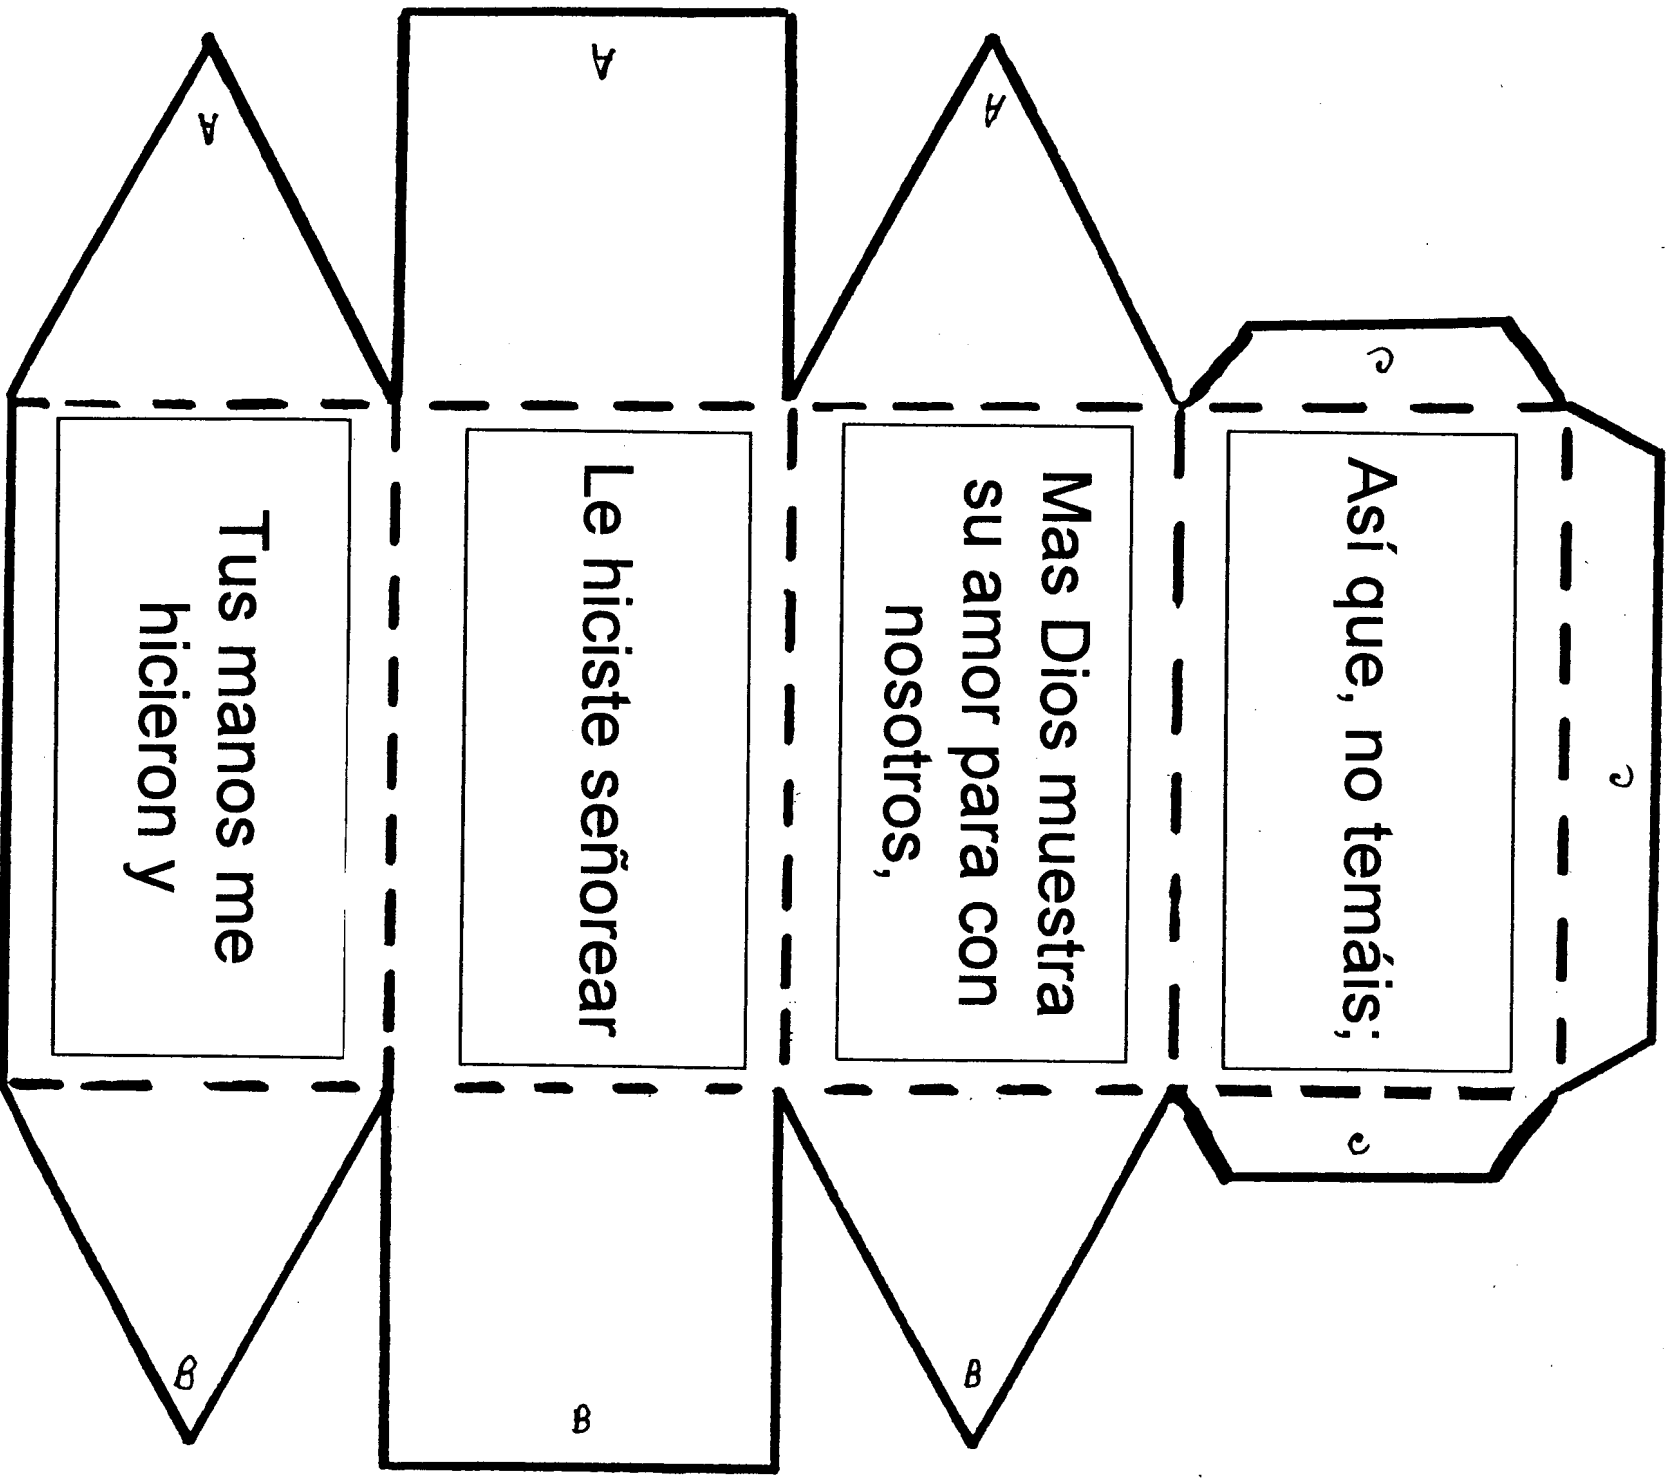 Así que, no temáis;
Mas Dios muestra
su amor para con
nosotros,
Le hiciste señorear
Tus manos me
hicieron y
A
A
A
B
B
B
C
C
C